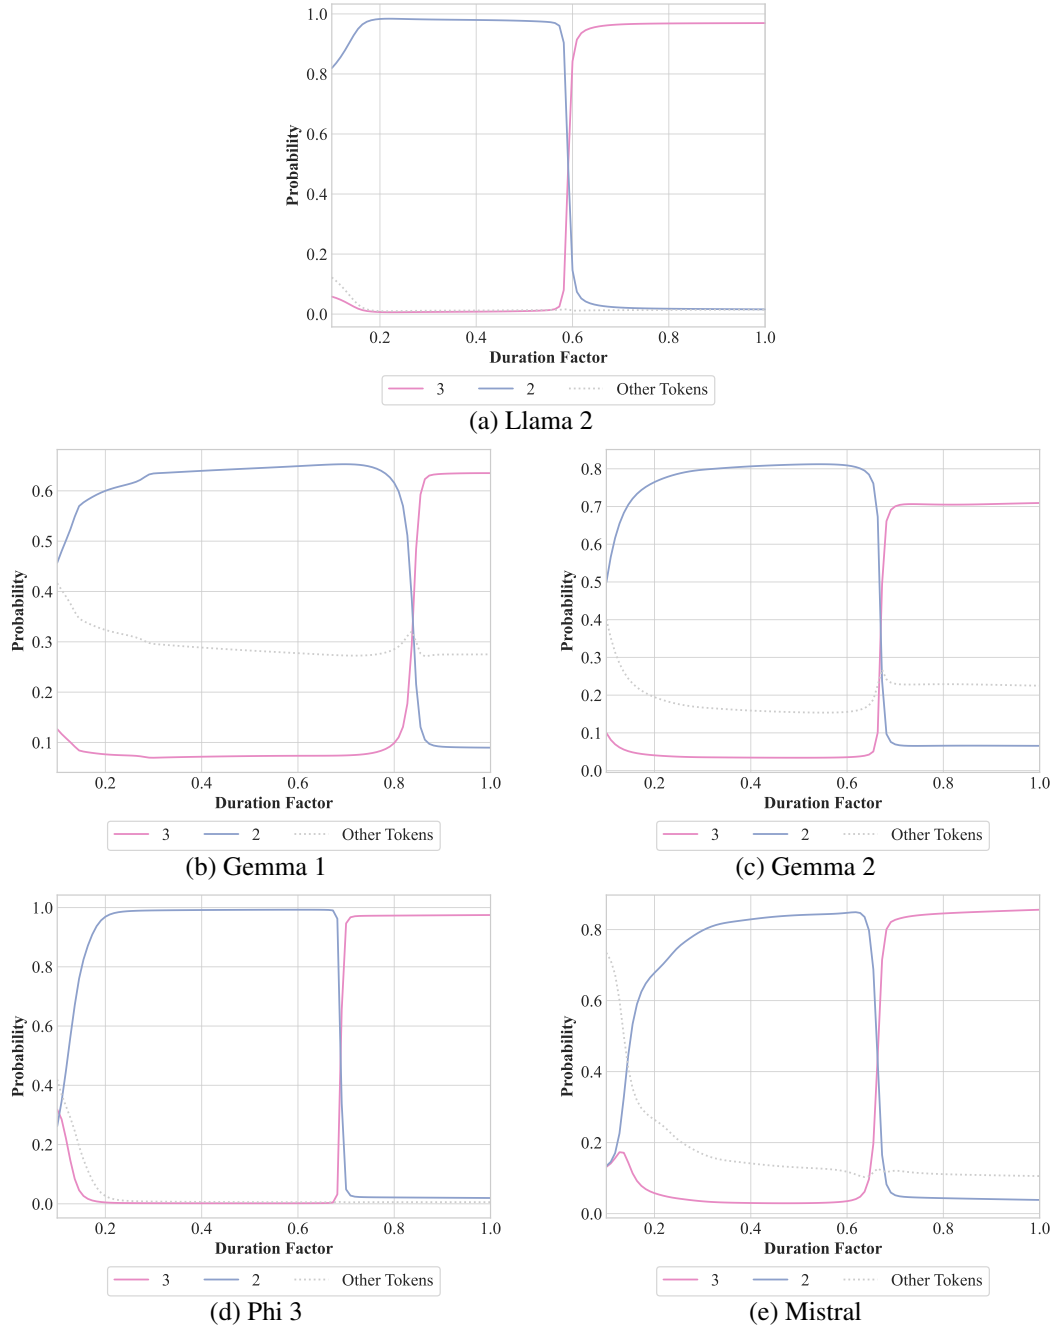 1.0
0.8
0.6
0.4
0.2
0.0
Probability
0.2 0.4 0.6 0.8 1.0
Duration Factor
3 2 Other Tokens
(a) Llama 2
0.6
0.5
0.4
0.3
0.2
0.1
Probability
0.2 0.4 0.6 0.8 1.0
Duration Factor
3 2 Other Tokens
(b) Gemma 1
0.8
0.7
0.6
0.5
0.4
0.3
0.2
0.1
0.0
Probability
0.2 0.4 0.6 0.8 1.0
Duration Factor
3 2 Other Tokens
(c) Gemma 2
1.0
0.8
0.6
0.4
0.2
0.0
Probability
0.2 0.4 0.6 0.8 1.0
Duration Factor
3 2 Other Tokens
(d) Phi 3
0.8
0.6
0.4
0.2
0.0
Probability
0.2 0.4 0.6 0.8 1.0
Duration Factor
3 2 Other Tokens
(e) Mistral